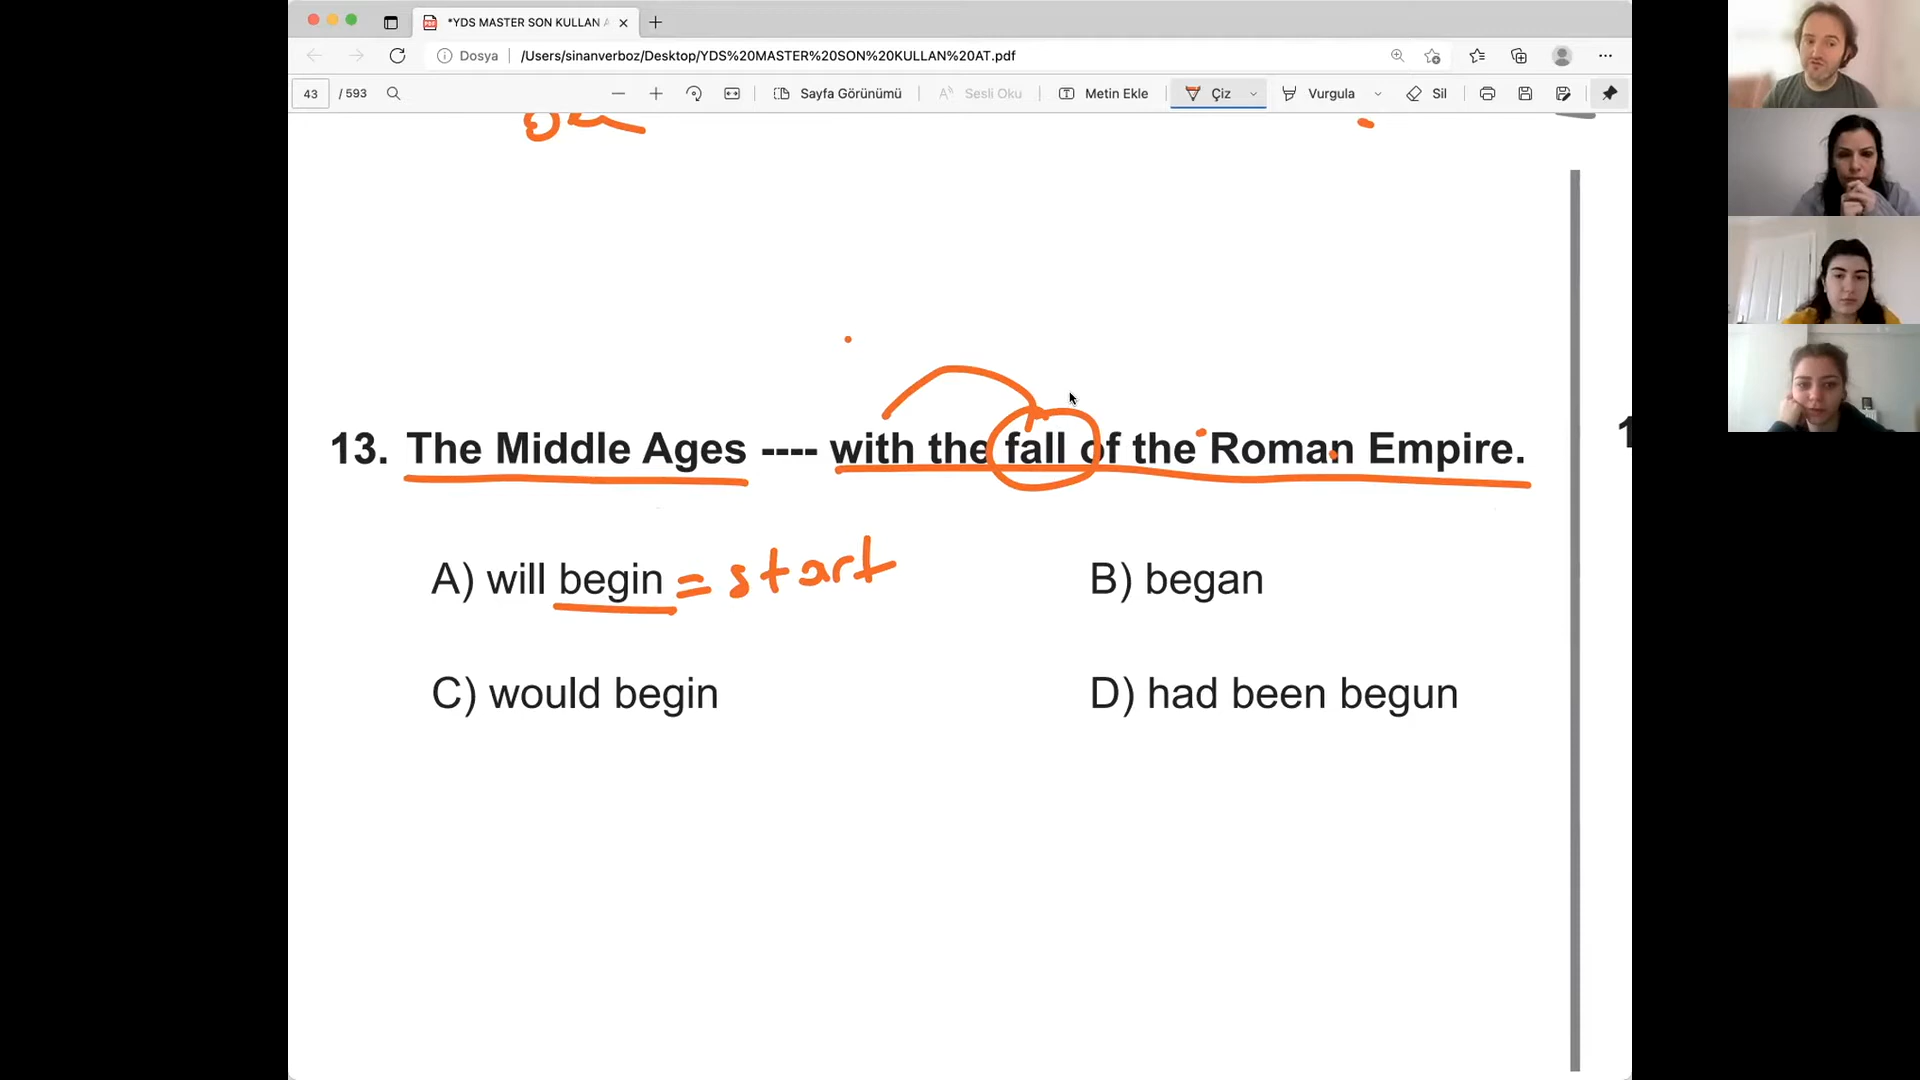 *YDS MASTER SON KULLAN A
Dosya /Users/sinanverboz/Desktop/YDS%20MASTER%20SON%20KULLAN%20AT.pdf
43 / 593 Sayfa Görünümü Sesli Oku Metin Ekle Çiz Vurgula Sil
13. The Middle Ages ---- with the fall of the Roman Empire.
A) will begin = start B) began
C) would begin D) had been begun